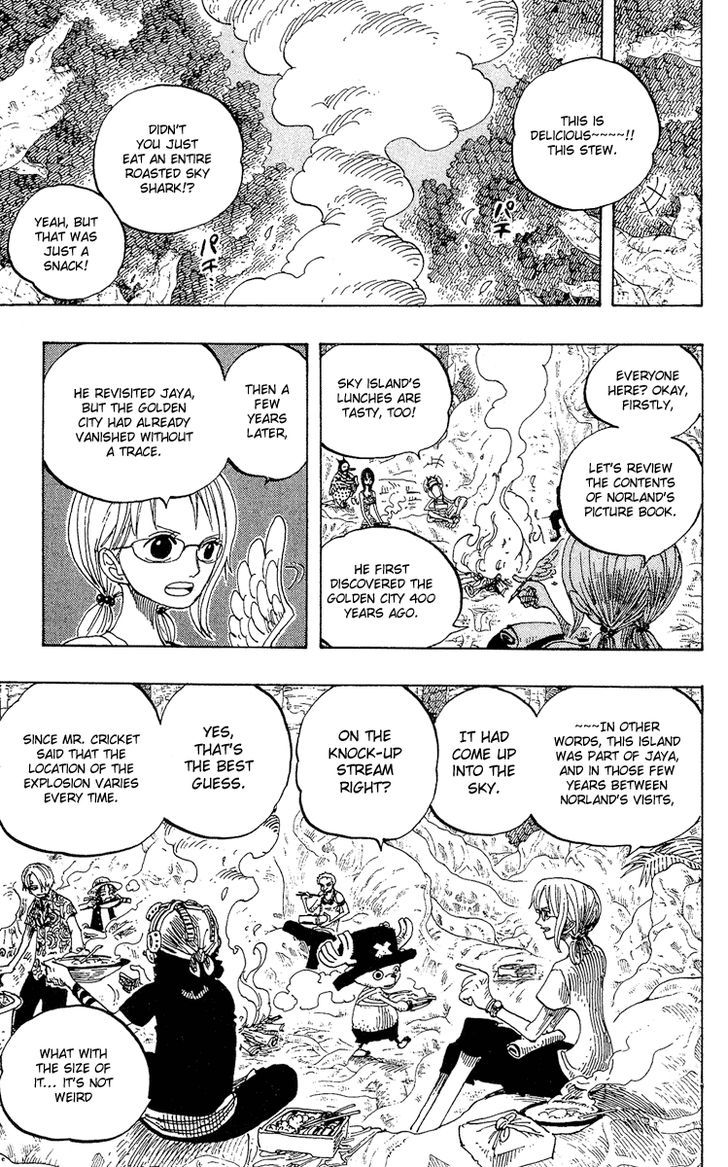 THIS IS
DELICIOUS~~~~!!
THIS STEW.
パチ
DIDN'T
YOU JUST
EAT AN ENTIRE
ROASTED SKY
SHARK!?
パチ
YEAH, BUT
THAT WAS
JUST A
SNACK!
EVERYONE
HERE? OKAY,
FIRSTLY,
LET'S REVIEW
THE CONTENTS
OF NORLAND'S
PICTURE BOOK.
SKY ISLAND'S
LUNCHES ARE
TASTY, TOO!
HE FIRST
DISCOVERED THE
GOLDEN CITY 400
YEARS AGO.
THEN A
FEW
YEARS
LATER,
HE REVISITED JAYA,
BUT THE GOLDEN
CITY HAD ALREADY
VANISHED WITHOUT
A TRACE.
~~~IN OTHER
WORDS, THIS ISLAND
WAS PART OF JAYA,
AND IN THOSE FEW
YEARS BETWEEN
NORLAND'S VISITS,
IT HAD
COME UP
INTO THE
SKY.
ON THE
KNOCK-UP
STREAM
RIGHT?
YES,
THAT'S
THE BEST
GUESS.
SINCE MR. CRICKET
SAID THAT THE
LOCATION OF THE
EXPLOSION VARIES
EVERY TIME.
WHAT WITH
THE SIZE OF
IT... IT'S NOT
WEIRD